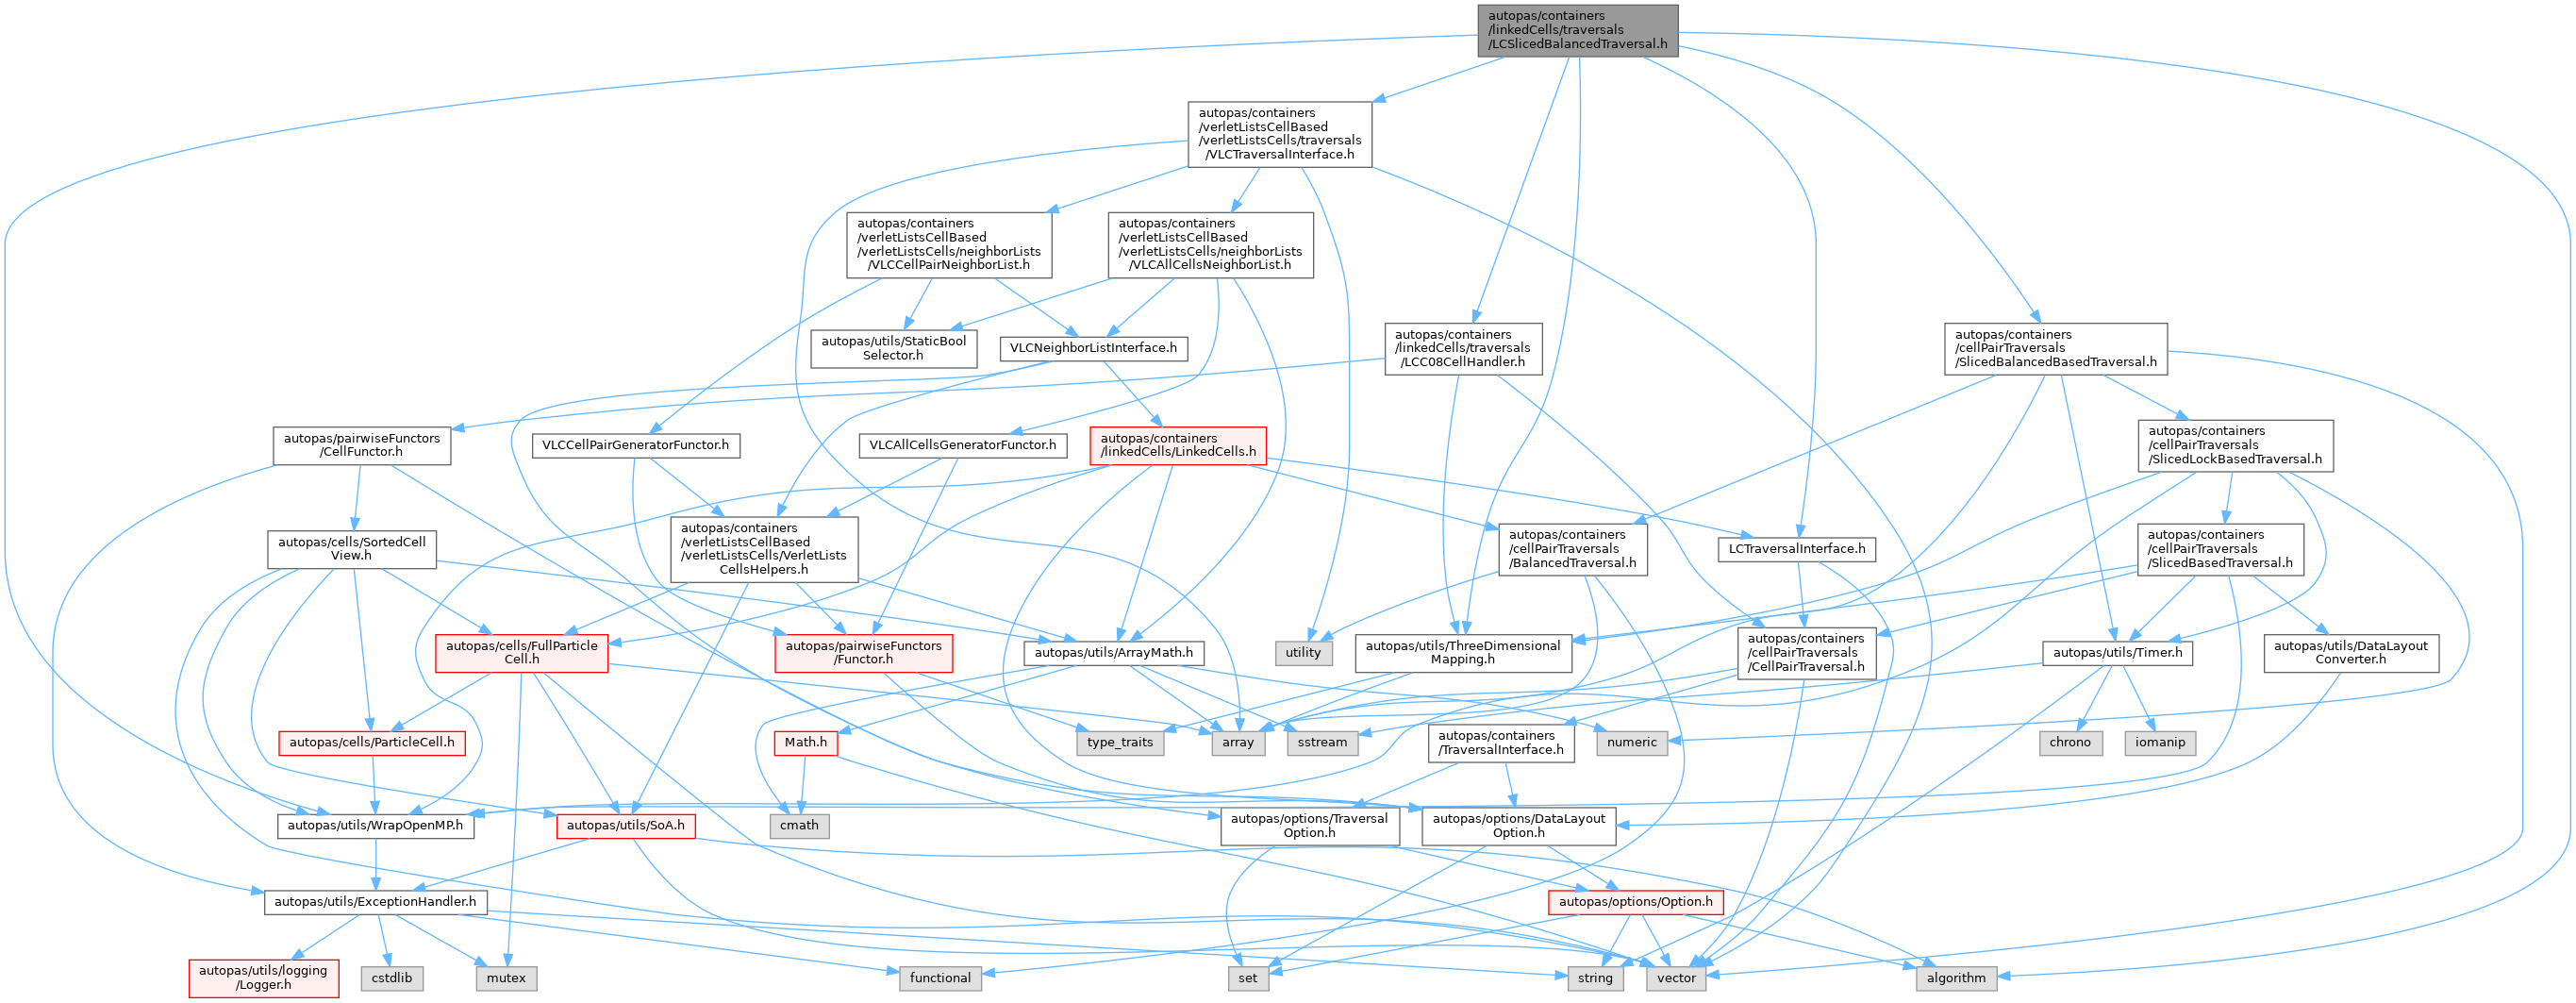 autopas/containers
/linkedCells/traversals
/LCSlicedBalancedTraversal.h
autopas/containers
/verletListsCellBased
/verletListsCells/traversals
/VLCTraversalInterface.h
autopas/containers
/verletListsCellBased
/verletListsCells/neighborLists
/VLCCellPairNeighborList.h
autopas/containers
/verletListsCellBased
/verletListsCells/neighborLists
/VLCAllCellsNeighborList.h
autopas/utils/StaticBool
Selector.h
VLCNeighborListInterface.h
autopas/containers
/linkedCells/traversals
/LCC08CellHandler.h
autopas/containers
/cellPairTraversals
/SlicedBalancedBasedTraversal.h
autopas/pairwiseFunctors
/CellFunctor.h
VLCCellPairGeneratorFunctor.h
VLCAllCellsGeneratorFunctor.h
autopas/containers
/linkedCells/LinkedCells.h
autopas/containers
/cellPairTraversals
/SlicedLockBasedTraversal.h
autopas/cells/SortedCell
View.h
autopas/containers
/verletListsCellBased
/verletListsCells/VerletLists
CellsHelpers.h
autopas/containers
/cellPairTraversals
/BalancedTraversal.h
LCTraversalInterface.h
autopas/containers
/cellPairTraversals
/SlicedBasedTraversal.h
autopas/cells/FullParticle
Cell.h
autopas/pairwiseFunctors
/Functor.h
autopas/utils/ArrayMath.h
utility
autopas/utils/ThreeDimensional
Mapping.h
autopas/containers
/cellPairTraversals
/CellPairTraversal.h
autopas/utils/Timer.h
autopas/utils/DataLayout
Converter.h
autopas/cells/ParticleCell.h
Math.h
type_traits
array
sstream
autopas/containers
/TraversalInterface.h
numeric
chrono
iomanip
autopas/utils/WrapOpenMP.h
autopas/utils/SoA.h
cmath
autopas/options/Traversal
Option.h
autopas/options/DataLayout
Option.h
autopas/utils/ExceptionHandler.h
autopas/options/Option.h
autopas/utils/logging
/Logger.h
cstdlib
mutex
functional
set
string
vector
algorithm